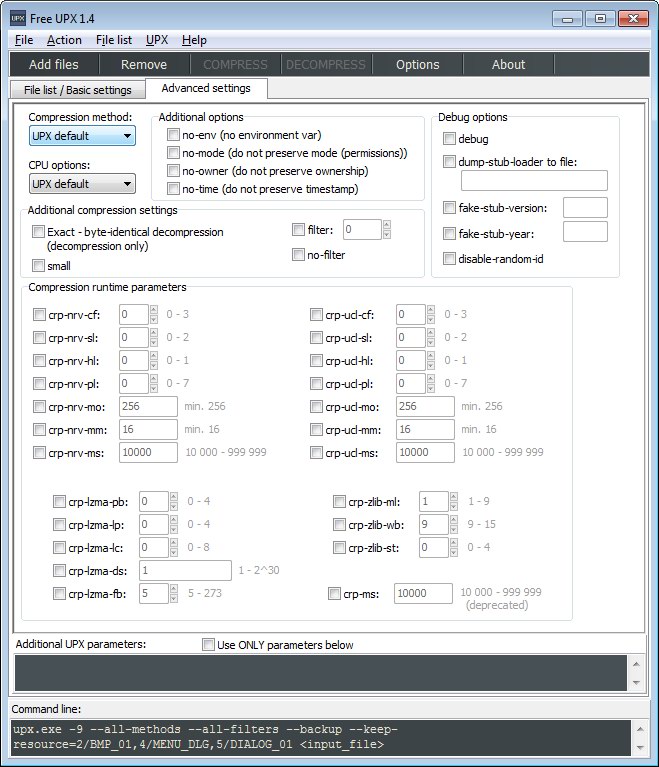 UPX Free UPX 1.4
File Action File list UPX Help
Add files Remove COMPRESS DECOMPRESS Options About
File list / Basic settings Advanced settings
Compression method:
UPX default
CPU options:
UPX default
Additional options
no-env (no environment var)
no-mode (do not preserve mode (permissions))
no-owner (do not preserve ownership)
no-time (do not preserve timestamp)
Debug options
debug
dump-stub-loader to file:
fake-stub-version:
fake-stub-year:
disable-random-id
Additional compression settings
Exact - byte-identical decompression
(decompression only)
small
filter: 0
no-filter
Compression runtime parameters
crp-nrv-cf: 0 0 - 3 crp-ucl-cf: 0 0 - 3
crp-nrv-sl: 0 0 - 2 crp-ucl-sl: 0 0 - 2
crp-nrv-hl: 0 0 - 1 crp-ucl-hl: 0 0 - 1
crp-nrv-pl: 0 0 - 7 crp-ucl-pl: 0 0 - 7
crp-nrv-mo: 256 min. 256 crp-ucl-mo: 256 min. 256
crp-nrv-mm: 16 min. 16 crp-ucl-mm: 16 min. 16
crp-nrv-ms: 10000 10 000 - 999 999 crp-ucl-ms: 10000 10 000 - 999 999
crp-lzma-pb: 0 0 - 4 crp-zlib-ml: 1 1 - 9
crp-lzma-lp: 0 0 - 4 crp-zlib-wb: 9 9 - 15
crp-lzma-lc: 0 0 - 8 crp-zlib-st: 0 0 - 4
crp-lzma-ds: 1 1 - 2^30
crp-lzma-fb: 5 5 - 273 crp-ms: 10000 10 000 - 999 999
(deprecated)
Additional UPX parameters: Use ONLY parameters below
Command line:
upx.exe -9 --all-methods --all-filters --backup --keep-
resource=2/BMP_01,4/MENU_DLG,5/DIALOG_01 <input_file>